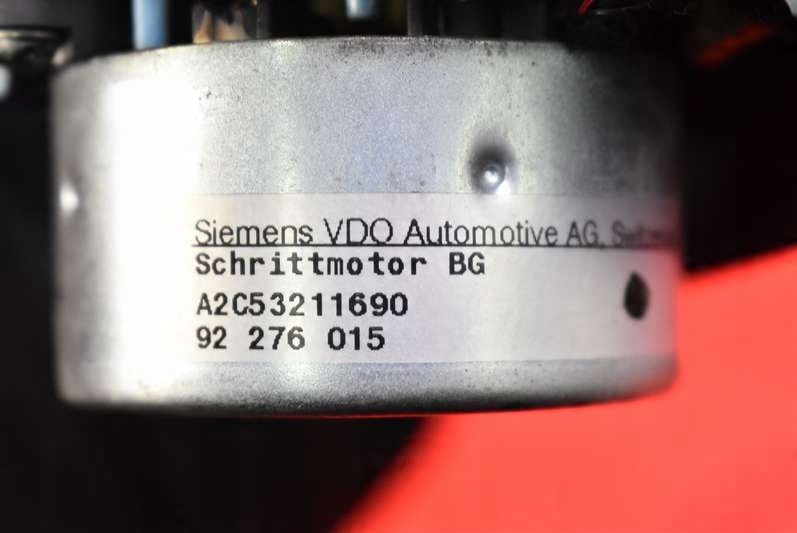 Siemens VDO Automotive AG,
Schrittmotor BG
A2C53211690
92 276 015